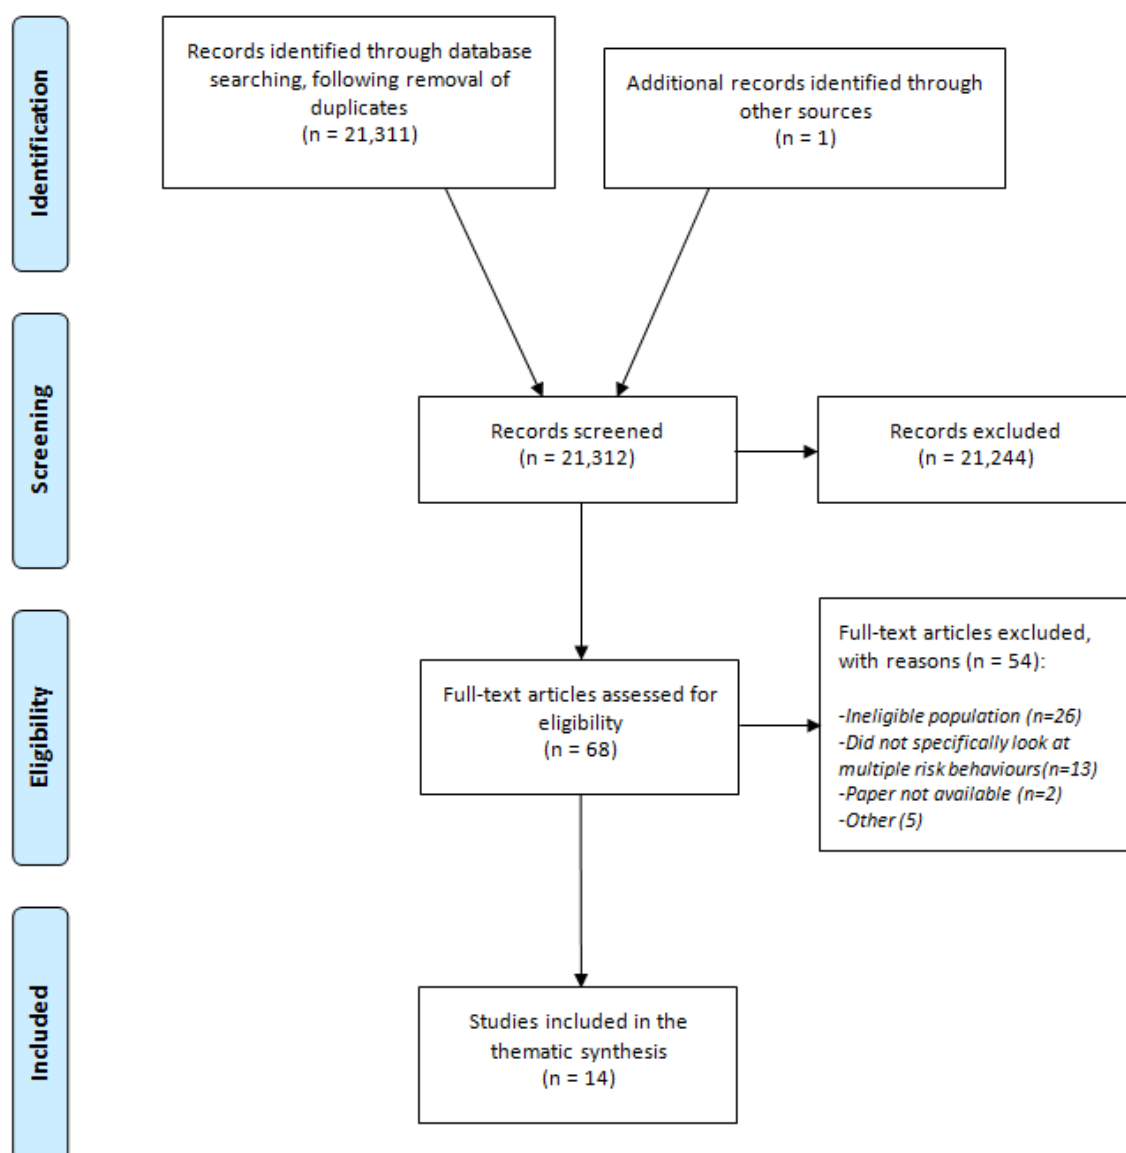 Identification
Records identified through database
searching, following removal of
duplicates
(n = 21,311)
Additional records identified through
other sources
(n = 1)
Screening
Records screened
(n = 21,312)
Records excluded
(n = 21,244)
Eligibility
Full-text articles assessed for
eligibility
(n = 68)
Full-text articles excluded,
with reasons (n = 54):
-Ineligible population (n=26)
-Did not specifically look at
multiple risk behaviours(n=13)
-Paper not available (n=2)
-Other (5)
Included
Studies included in the
thematic synthesis
(n = 14)